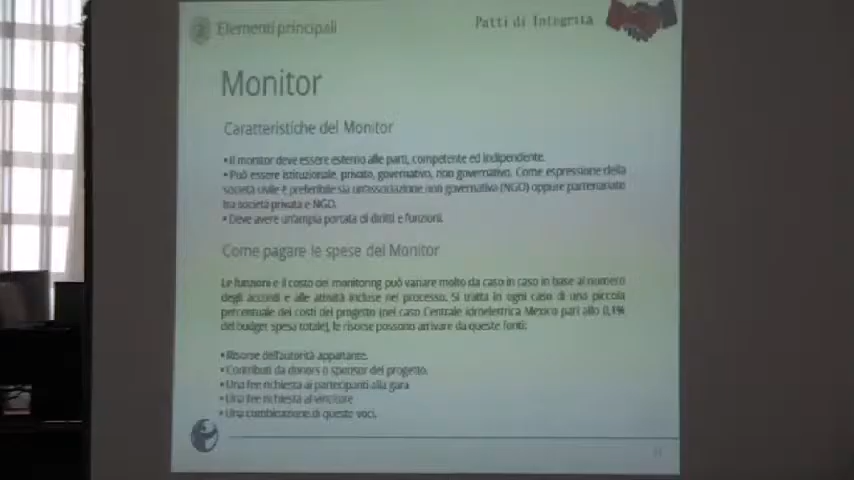 2 Elementi principali
Patti di Integrità
Monitor
Caratteristiche del Monitor
• Il monitor deve essere esterno alle parti, competente ed indipendente.
• Può essere istituzionale, privato, governativo, non governativo. Come espressione della
società civile è preferibile sia un'associazione non governativa (NGO) oppure partenariato
tra società privata e NGO.
• Deve avere un'ampia portata di diritti e funzioni.
Come pagare le spese del Monitor
Le funzioni e il costo del monitoring può variare molto da caso in caso in base al numero
degli accordi e alle attività incluse nel processo. Si tratta in ogni caso di una piccola
percentuale dei costi del progetto (nel caso Centrale idroelettrica Mexico pari allo 0,1%
del budget spesa totale), le risorse possono arrivare da queste fonti:
• Risorse dell'autorità appaltante.
• Contributi da donors o sponsor del progetto.
• Una fee richiesta ai partecipanti alla gara
• Una fee richiesta al vincitore
• Una combinazione di queste voci.